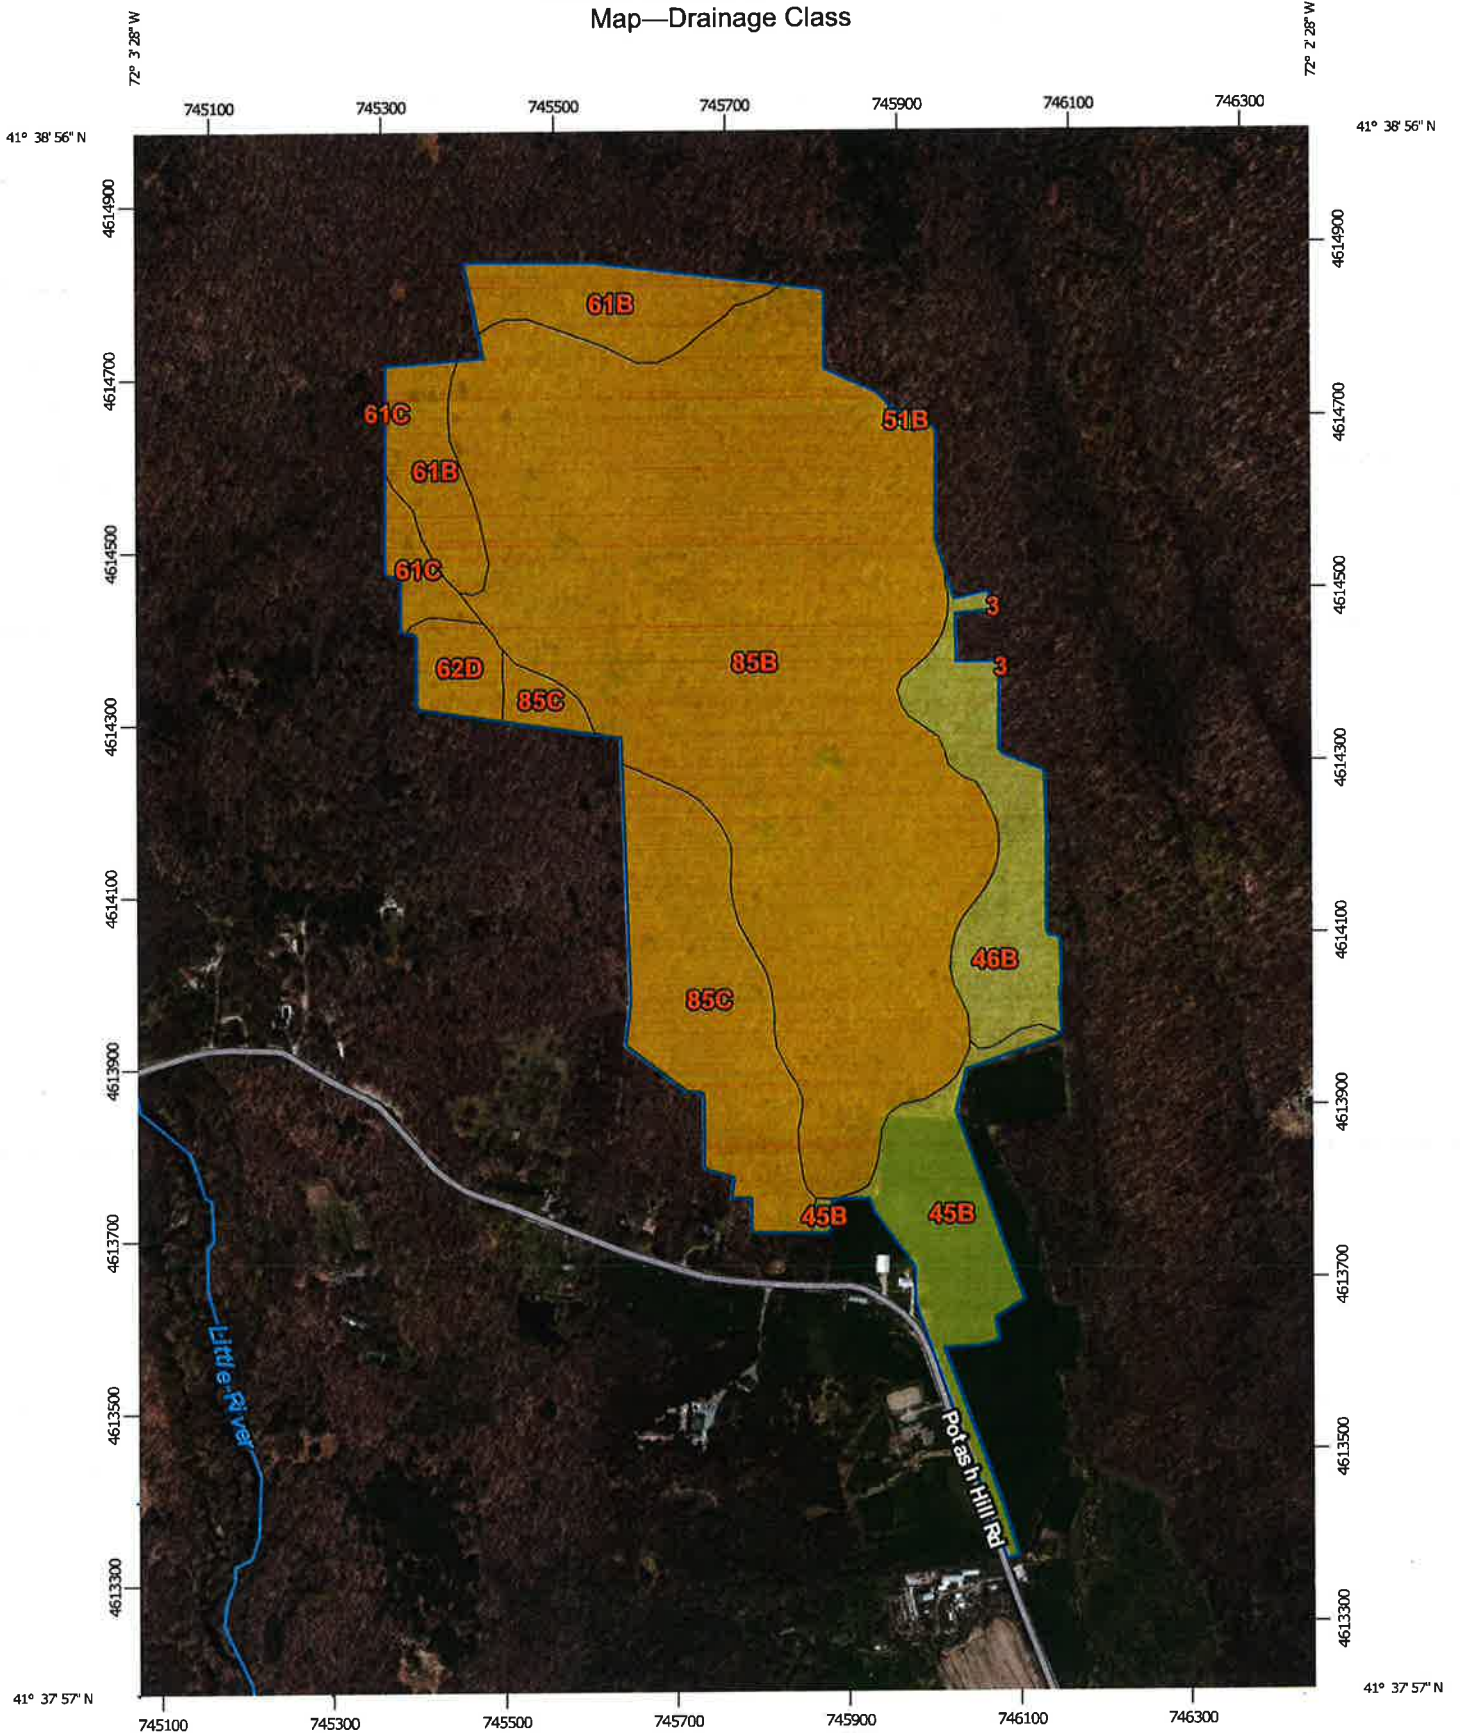 Map—Drainage Class
72° 3' 28" W
72° 2' 28" W
745100 745300 745500 745700 745900 746100 746300
41° 38' 56" N
41° 38' 56" N
4614900
4614900
61B
4614700
4614700
61C
51B
61B
4614500
4614500
61C
3
85B
3
62D
85C
4614300
4614300
4614100
4614100
46B
85C
4613900
4613900
45B
45B
4613700
4613700
Little River
4613500
4613500
Potash Hill Rd
4613300
4613300
41° 37' 57" N
41° 37' 57" N
745100 745300 745500 745700 745900 746100 746300